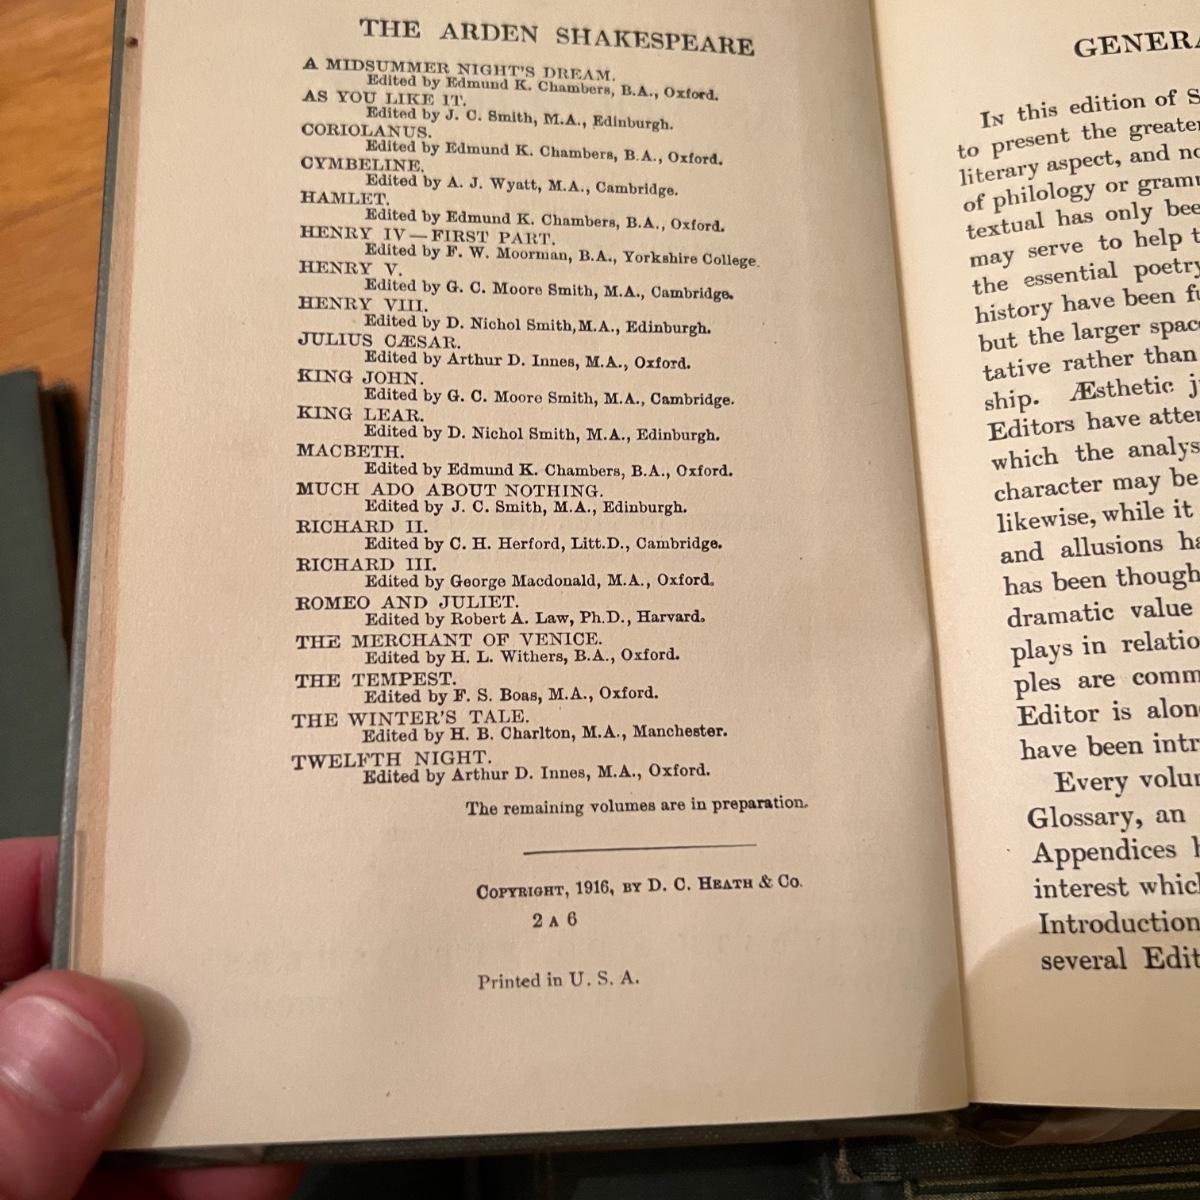 THE ARDEN SHAKESPEARE
A MIDSUMMER NIGHT'S DREAM.
Edited by Edmund K. Chambers, B.A., Oxford.
AS YOU LIKE IT.
Edited by J. C. Smith, M.A., Edinburgh.
CORIOLANUS.
Edited by Edmund K. Chambers, B.A., Oxford.
CYMBELINE.
Edited by A. J. Wyatt, M.A., Cambridge.
HAMLET.
Edited by Edmund K. Chambers, B.A., Oxford.
HENRY IV—FIRST PART.
Edited by F. W. Moorman, B.A., Yorkshire College.
HENRY V.
Edited by G. C. Moore Smith, M.A., Cambridge.
HENRY VIII.
Edited by D. Nichol Smith, M.A., Edinburgh.
JULIUS CÆSAR.
Edited by Arthur D. Innes, M.A., Oxford.
KING JOHN.
Edited by G. C. Moore Smith, M.A., Cambridge.
KING LEAR.
Edited by D. Nichol Smith, M.A., Edinburgh.
MACBETH.
Edited by Edmund K. Chambers, B.A., Oxford.
MUCH ADO ABOUT NOTHING.
Edited by J. C. Smith, M.A., Edinburgh.
RICHARD II.
Edited by C. H. Herford, Litt.D., Cambridge.
RICHARD III.
Edited by George Macdonald, M.A., Oxford.
ROMEO AND JULIET.
Edited by Robert A. Law, Ph.D., Harvard.
THE MERCHANT OF VENICE.
Edited by H. L. Withers, B.A., Oxford.
THE TEMPEST.
Edited by F. S. Boas, M.A., Oxford.
THE WINTER'S TALE.
Edited by H. B. Charlton, M.A., Manchester.
TWELFTH NIGHT.
Edited by Arthur D. Innes, M.A., Oxford.
The remaining volumes are in preparation.
COPYRIGHT, 1916, BY D. C. HEATH & CO.
2 A 6
Printed in U. S. A.
GENERA
IN this edition of S
to present the greater
literary aspect, and no
of philology or gram
textual has only bee
may serve to help t
the essential poetry
history have been fu
but the larger space
tative rather than
ship. Æsthetic j
Editors have atte
which the analys
character may be
likewise, while it
and allusions ha
has been though
dramatic value
plays in relatio
ples are comm
Editor is alon
have been intr
Every volu
Glossary, an
Appendices h
interest which
Introduction
several Edit